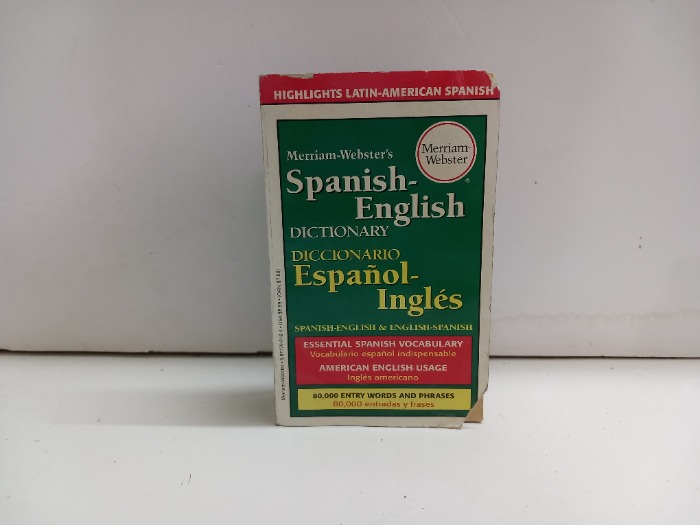 HIGHLIGHTS LATIN-AMERICAN SPANISH
Merriam-
Webster
®
Merriam-Webster's
Spanish-
English
DICTIONARY
DICCIONARIO
Español-
Inglés
SPANISH-ENGLISH & ENGLISH-SPANISH
ESSENTIAL SPANISH VOCABULARY
Vocabulario español indispensable
AMERICAN ENGLISH USAGE
Inglés americano
80,000 ENTRY WORDS AND PHRASES
80,000 entradas y frases
Merriam-Webster